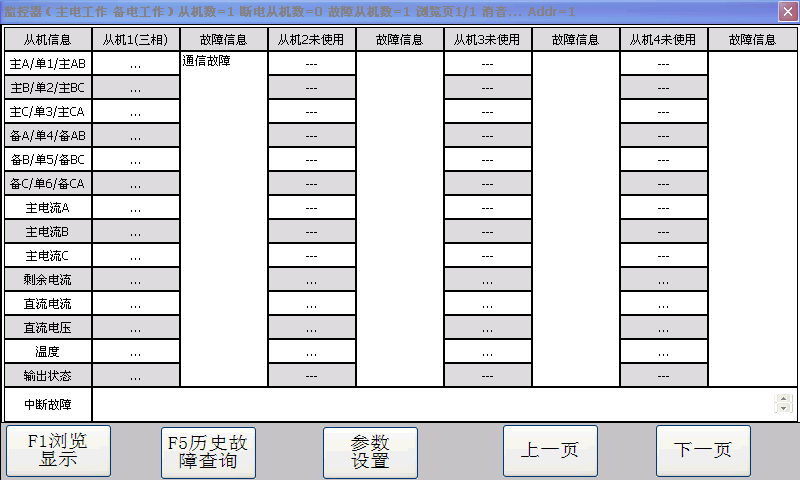 监控器（主电工作 备电工作）从机数=1 断电从机数=0 故障从机数=1 浏览页1/1 消音... Addr=1
从机信息 从机1(三相) 故障信息 从机2未使用 故障信息 从机3未使用 故障信息 从机4未使用 故障信息
主A/单1/主AB ... 通信故障 --- --- ---
主B/单2/主BC ... --- --- ---
主C/单3/主CA ... --- --- ---
备A/单4/备AB ... --- --- ---
备B/单5/备BC ... --- --- ---
备C/单6/备CA ... --- --- ---
主电流A ... --- --- ---
主电流B ... --- --- ---
主电流C ... --- --- ---
剩余电流 ... ... ... ...
直流电流 ... ... ... ...
直流电压 ... ... ... ...
温度 ... ... ... ...
输出状态 ... --- --- ---
中断故障
F1浏览
显示
F5历史故
障查询
参数
设置
上一页
下一页